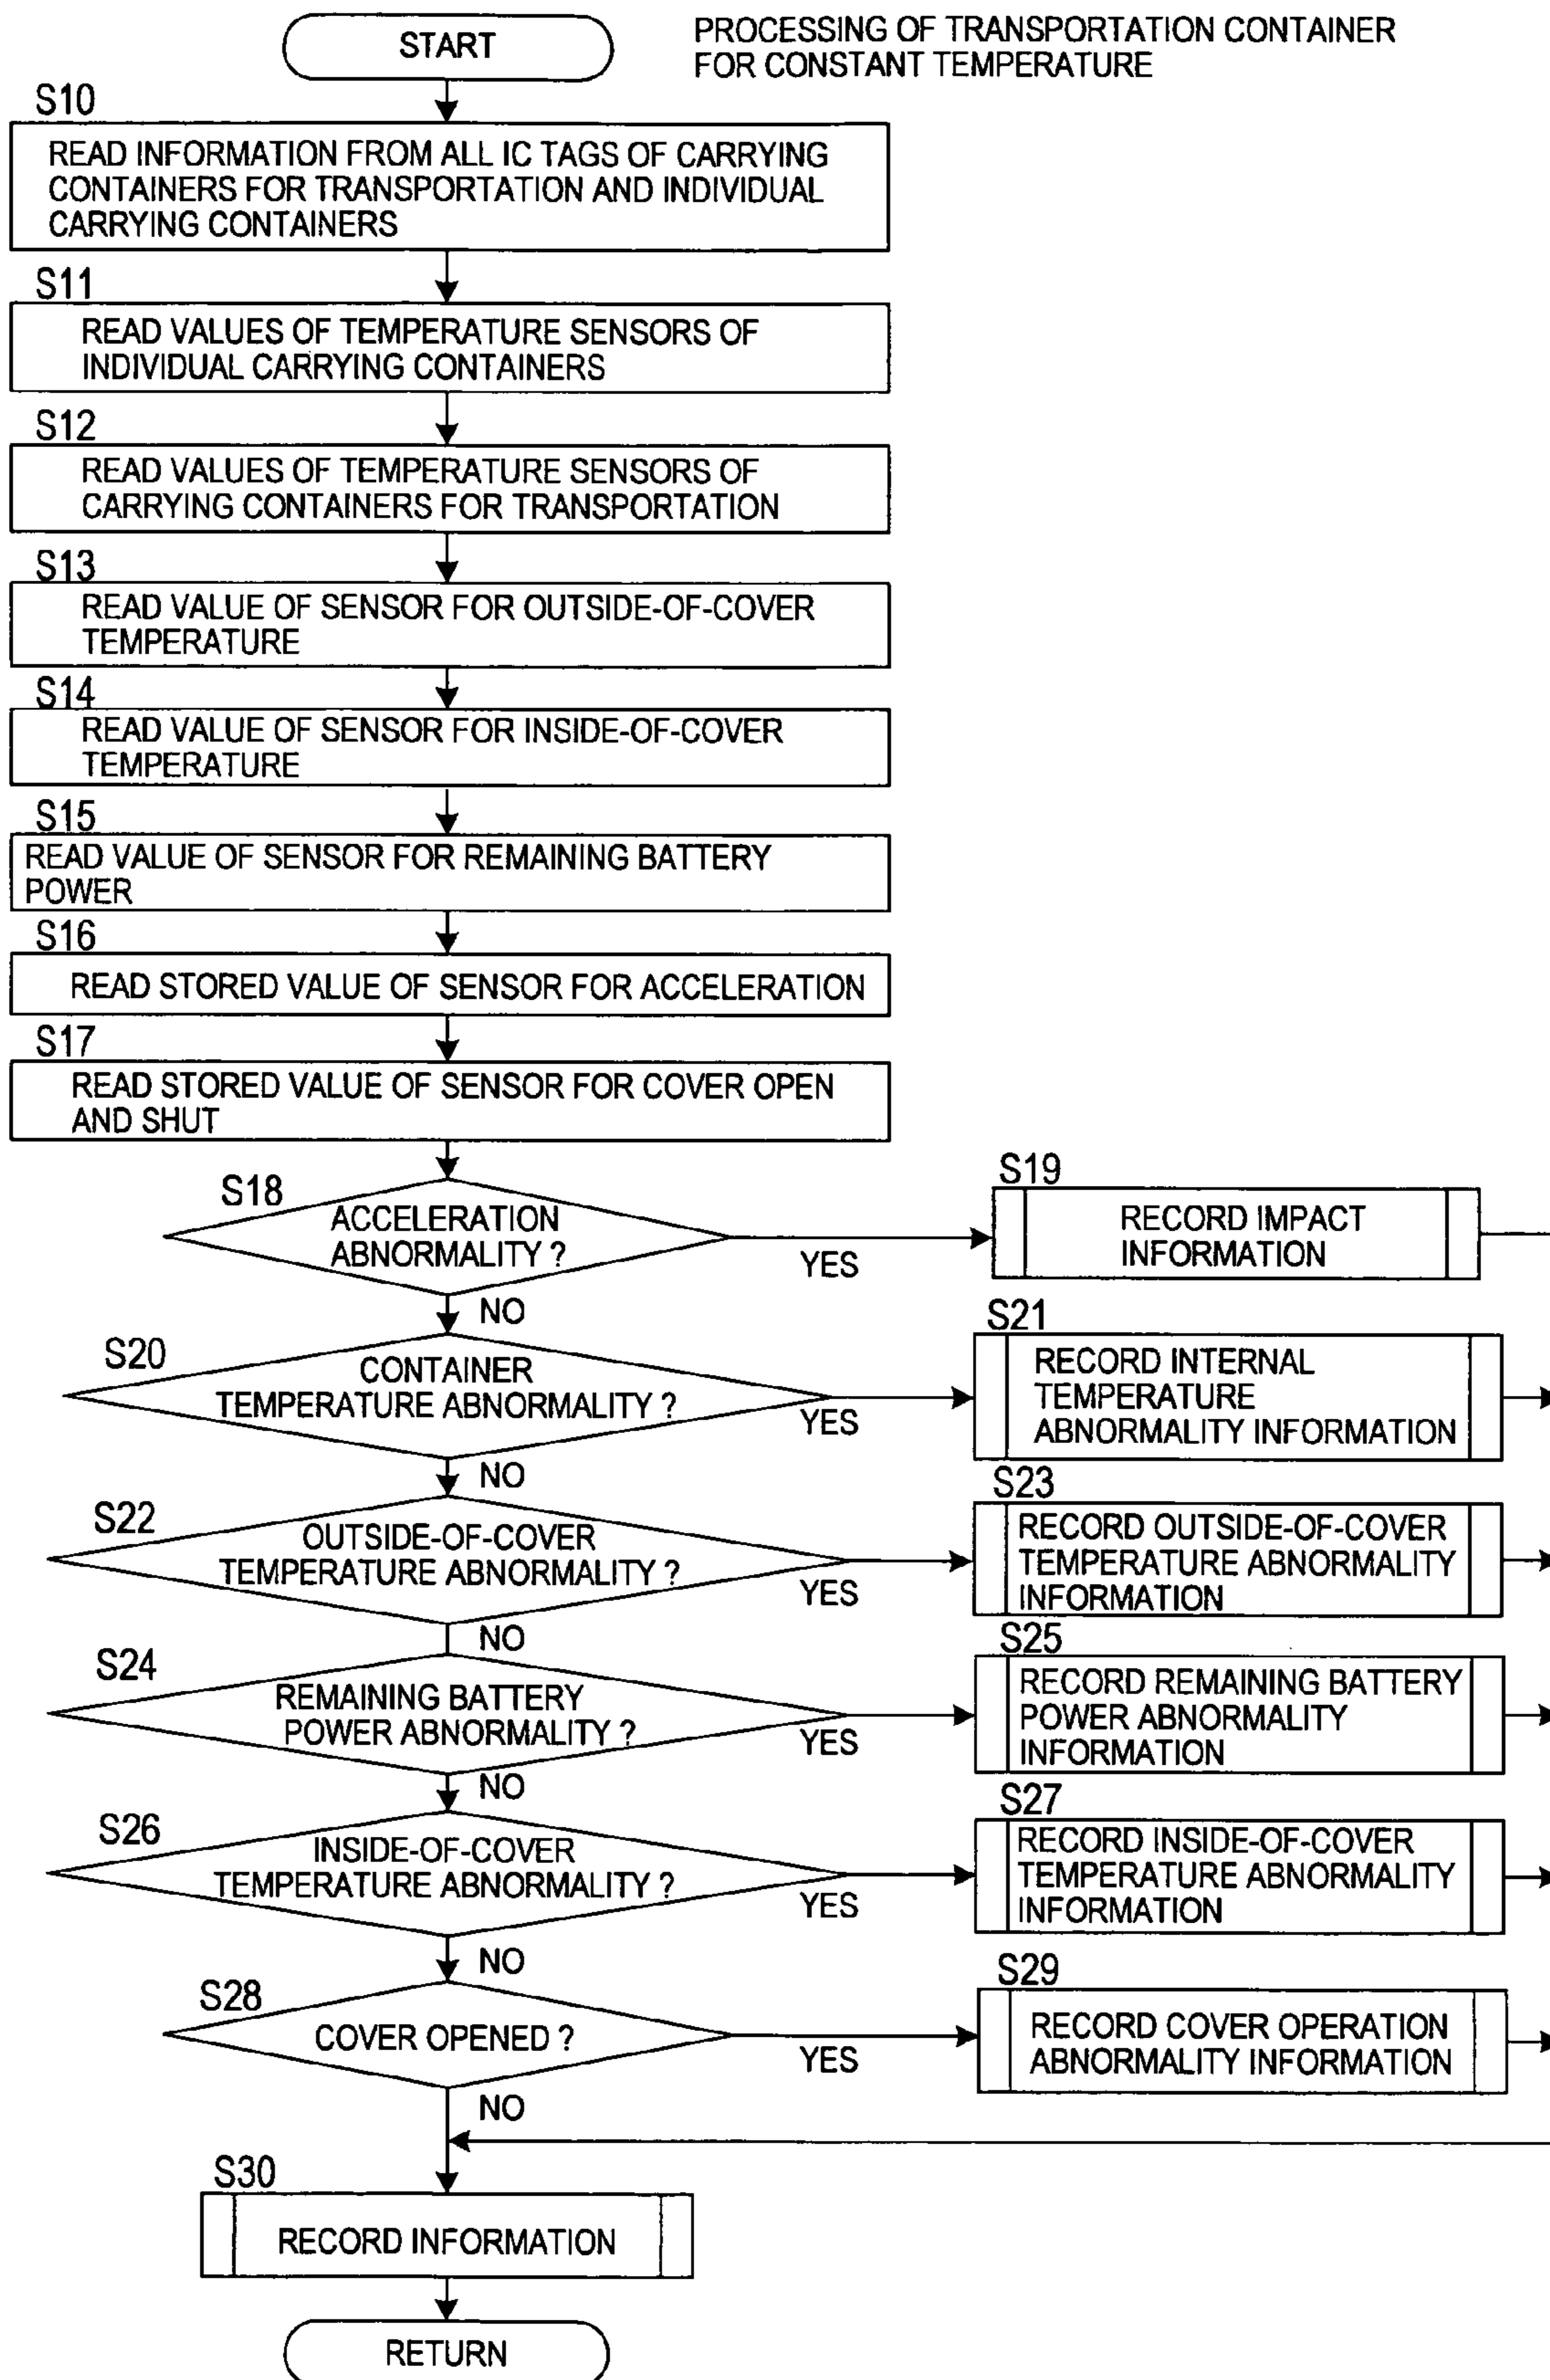 START
PROCESSING OF TRANSPORTATION CONTAINER
FOR CONSTANT TEMPERATURE
S10
READ INFORMATION FROM ALL IC TAGS OF CARRYING
CONTAINERS FOR TRANSPORTATION AND INDIVIDUAL
CARRYING CONTAINERS
S11
READ VALUES OF TEMPERATURE SENSORS OF
INDIVIDUAL CARRYING CONTAINERS
S12
READ VALUES OF TEMPERATURE SENSORS OF
CARRYING CONTAINERS FOR TRANSPORTATION
S13
READ VALUE OF SENSOR FOR OUTSIDE-OF-COVER
TEMPERATURE
S14
READ VALUE OF SENSOR FOR INSIDE-OF-COVER
TEMPERATURE
S15
READ VALUE OF SENSOR FOR REMAINING BATTERY
POWER
S16
READ STORED VALUE OF SENSOR FOR ACCELERATION
S17
READ STORED VALUE OF SENSOR FOR COVER OPEN
AND SHUT
S18
ACCELERATION
ABNORMALITY ?
YES
NO
S19
RECORD IMPACT
INFORMATION
S20
CONTAINER
TEMPERATURE ABNORMALITY ?
YES
NO
S21
RECORD INTERNAL
TEMPERATURE
ABNORMALITY INFORMATION
S22
OUTSIDE-OF-COVER
TEMPERATURE ABNORMALITY ?
YES
NO
S23
RECORD OUTSIDE-OF-COVER
TEMPERATURE ABNORMALITY
INFORMATION
S24
REMAINING BATTERY
POWER ABNORMALITY ?
YES
NO
S25
RECORD REMAINING BATTERY
POWER ABNORMALITY
INFORMATION
S26
INSIDE-OF-COVER
TEMPERATURE ABNORMALITY ?
YES
NO
S27
RECORD INSIDE-OF-COVER
TEMPERATURE ABNORMALITY
INFORMATION
S28
COVER OPENED ?
YES
NO
S29
RECORD COVER OPERATION
ABNORMALITY INFORMATION
S30
RECORD INFORMATION
RETURN